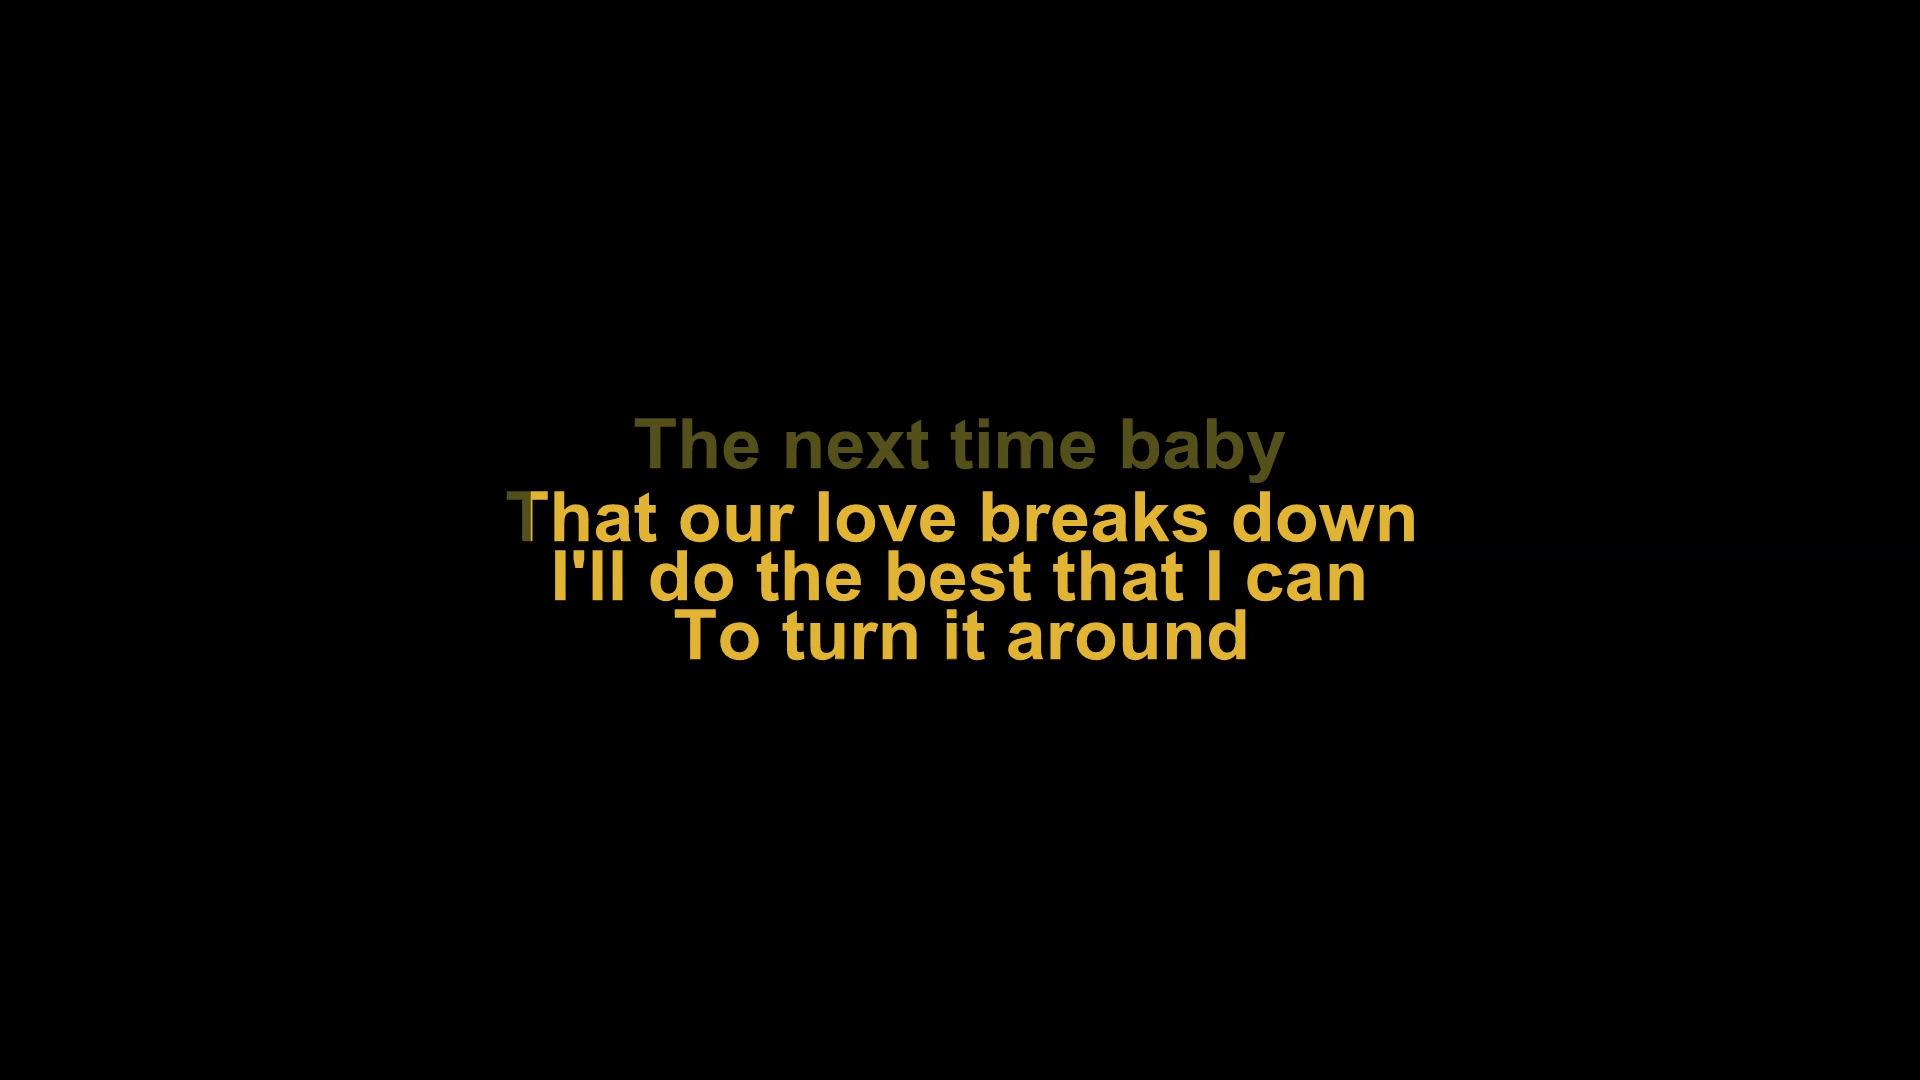 The next time baby
That our love breaks down
I'll do the best that I can
To turn it around